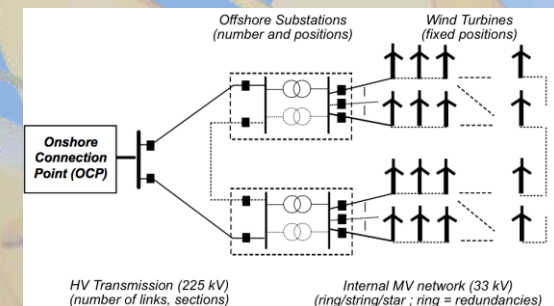 Offshore Substations
(number and positions)
Wind Turbines
(fixed positions)
Onshore
Connection
Point (OCP)
HV Transmission (225 kV)
(number of links, sections)
Internal MV network (33 kV)
(ring/string/star ; ring = redundancies)